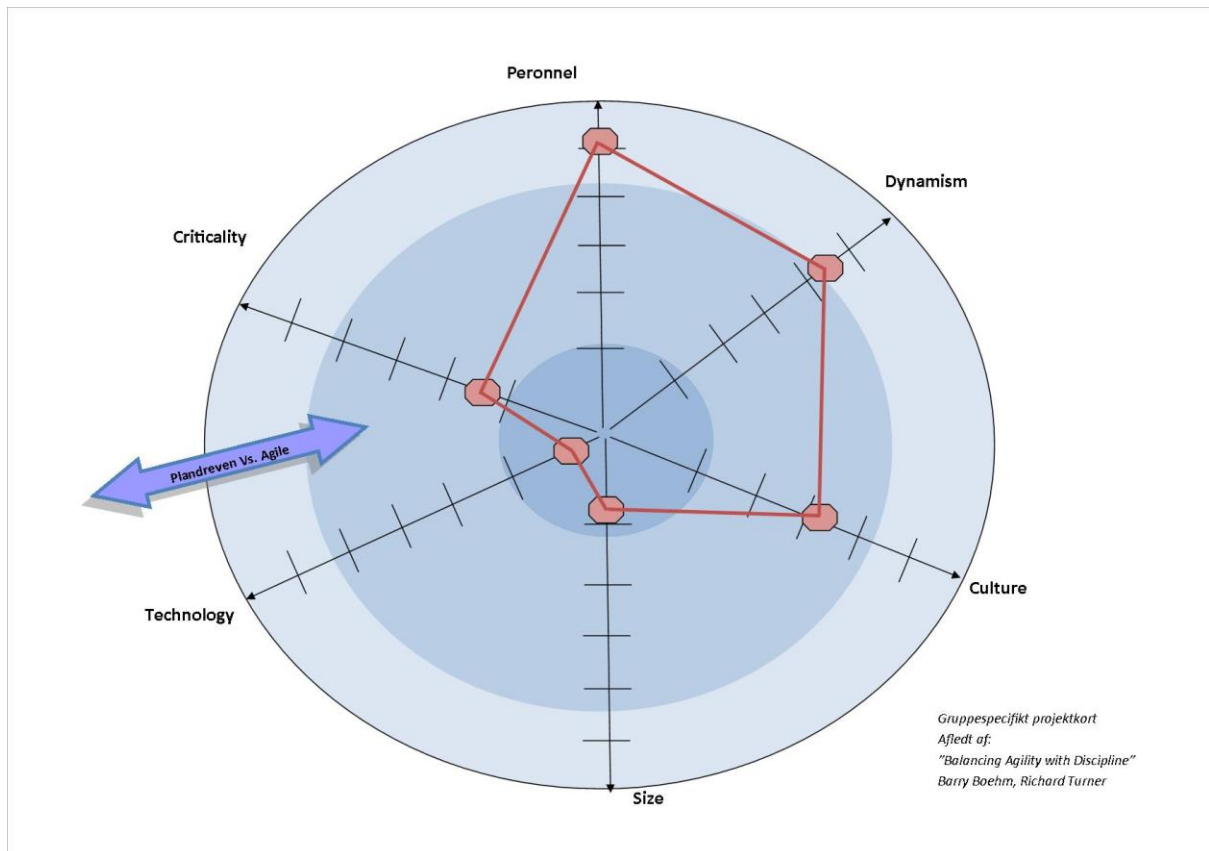 Peronnel
Dynamism
Criticality
Plandreven Vs. Agile
Technology
Culture
Size
Gruppespecifikt projektkort
Afledt af:
”Balancing Agility with Discipline”
Barry Boehm, Richard Turner